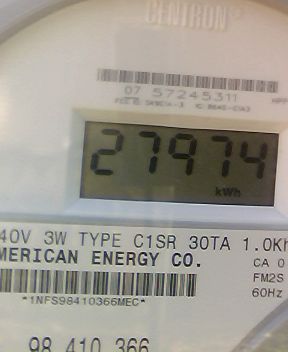 CENTRON
07 57245311
27974
kWh
40V 3W TYPE C1SR 30TA 1.0Kh
MERICAN ENERGY CO.
CA 0
FM2S
60Hz
*1NFS98410366MEC*
98 410 366